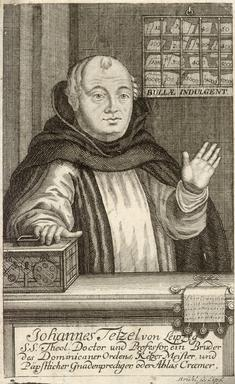 BULLÆ INDULGENT.
Johannes Tetzel von Leipzig
S.S. Theol. Doctor und Professor, ein Bruder
des Dominicaner Ordens, Kezer Meister, und
Päpstlicher Gnadenprediger oder Ablas Cramer.